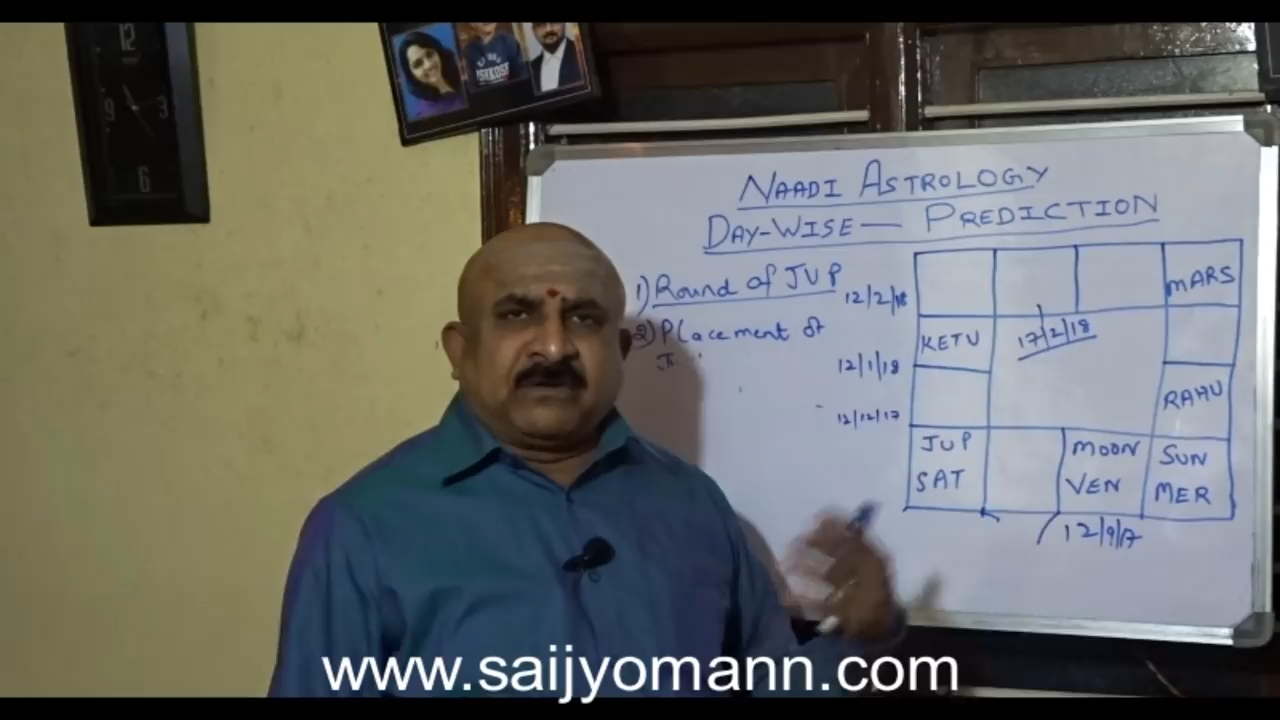 12
9 3
6
NAADI ASTROLOGY
DAY-WISE — PREDICTION
1) Round of JUP
2) Placement of
12/2/18
12/1/18
12/12/17
MARS
KETU
17/2/18
RAHU
JUP
SAT
MOON
VEN
SUN
MER
12/9/17
www.saijyomann.com